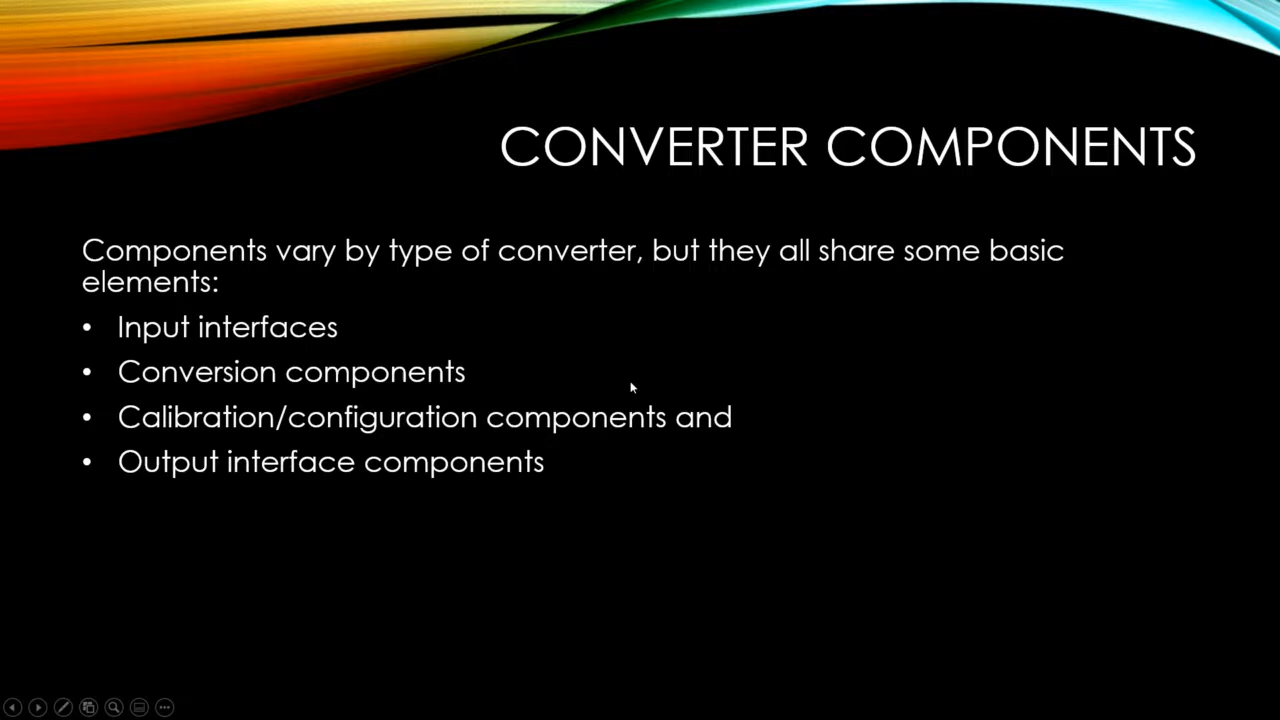 CONVERTER COMPONENTS
Components vary by type of converter, but they all share some basic
elements:
• Input interfaces
• Conversion components
• Calibration/configuration components and
• Output interface components